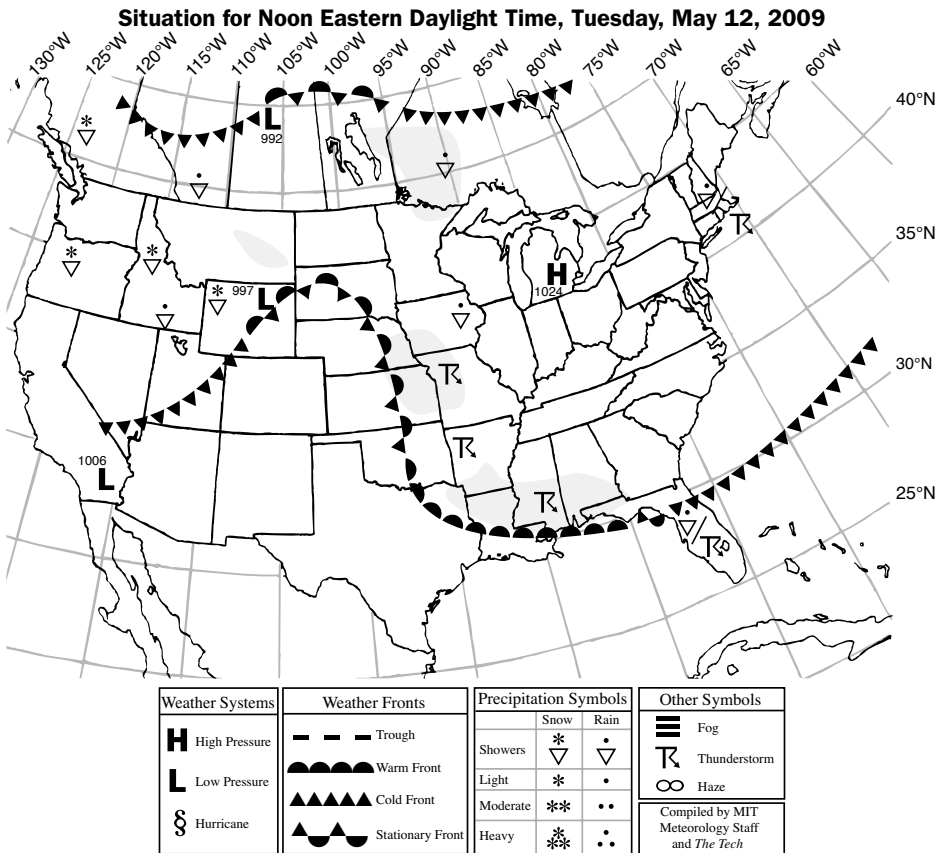 Situation for Noon Eastern Daylight Time, Tuesday, May 12, 2009
130°W
125°W
120°W
115°W
110°W
105°W
100°W
95°W
90°W
85°W
80°W
75°W
70°W
65°W
60°W
40°N
35°N
30°N
25°N
L
992
997 L
H
1024
1006
L
Weather Systems
H High Pressure
L Low Pressure
§ Hurricane
Weather Fronts
Trough
Warm Front
Cold Front
Stationary Front
Precipitation Symbols
Snow Rain
Showers
Light
Moderate
Heavy
Other Symbols
Fog
Thunderstorm
Haze
Compiled by MIT
Meteorology Staff
and The Tech